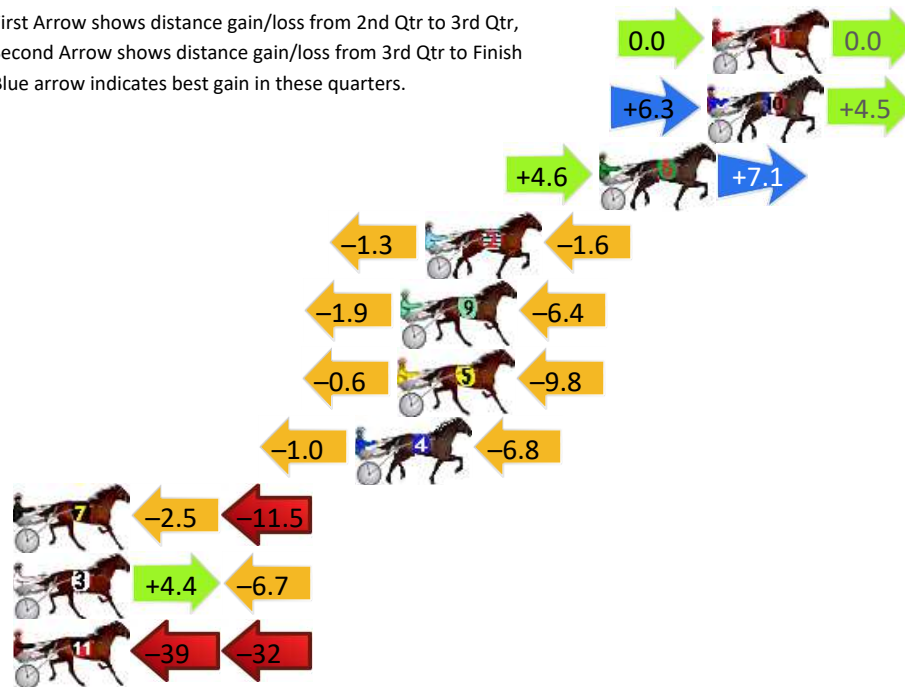 irst Arrow shows distance gain/loss from 2nd Qtr to 3rd Qtr,
econd Arrow shows distance gain/loss from 3rd Qtr to Finish
lue arrow indicates best gain in these quarters.
0.0 1 0.0
+6.3 10 +4.5
+4.6 6 +7.1
–1.3 2 –1.6
–1.9 9 –6.4
–0.6 5 –9.8
–1.0 4 –6.8
7 –2.5 –11.5
3 +4.4 –6.7
11 –39 –32